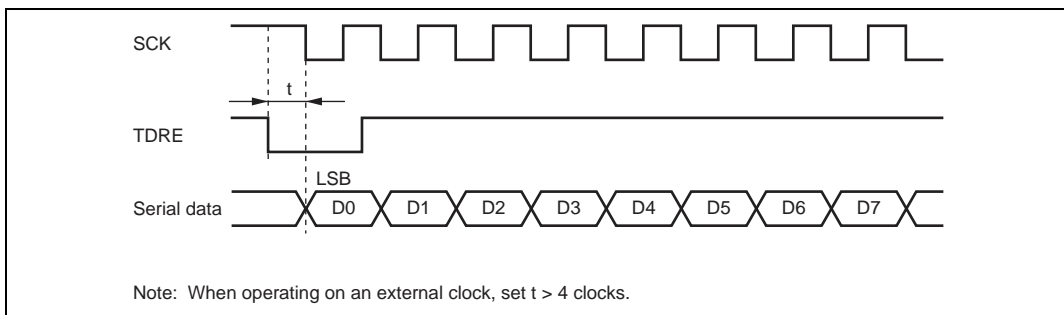 SCK
t
TDRE
LSB
Serial data D0 D1 D2 D3 D4 D5 D6 D7
Note: When operating on an external clock, set t > 4 clocks.